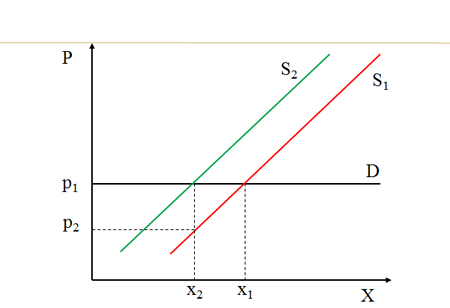 P
S₂
S₁
p₁
D
p₂
x₂
x₁
X